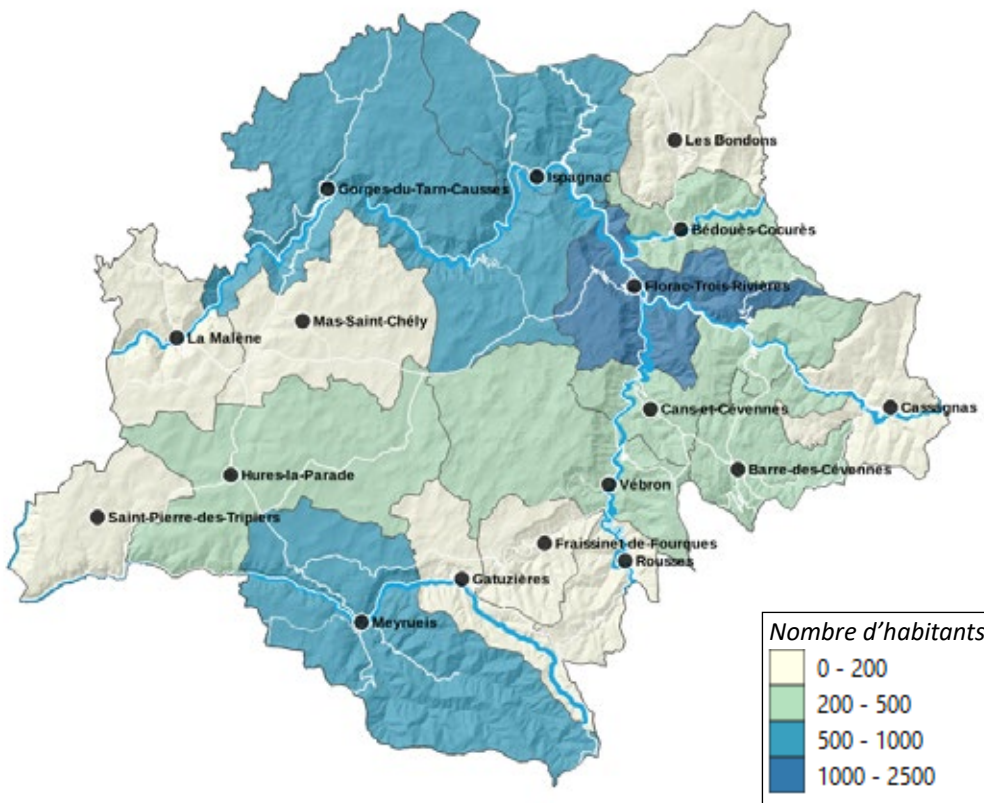 Les Bondons
Ispagnac
Gorges-du-Tarn-Causses
Bédouès-Cocurès
Florac-Trois-Rivières
Mas-Saint-Chély
La Malène
Cassagnas
Cans-et-Cévennes
Barre-des-Cévennes
Hures-la-Parade
Vébron
Saint-Pierre-des-Tripiers
Fraissinet-de-Fourques
Rousses
Gatuzières
Meyrueis
Nombre d'habitants
0 - 200
200 - 500
500 - 1000
1000 - 2500